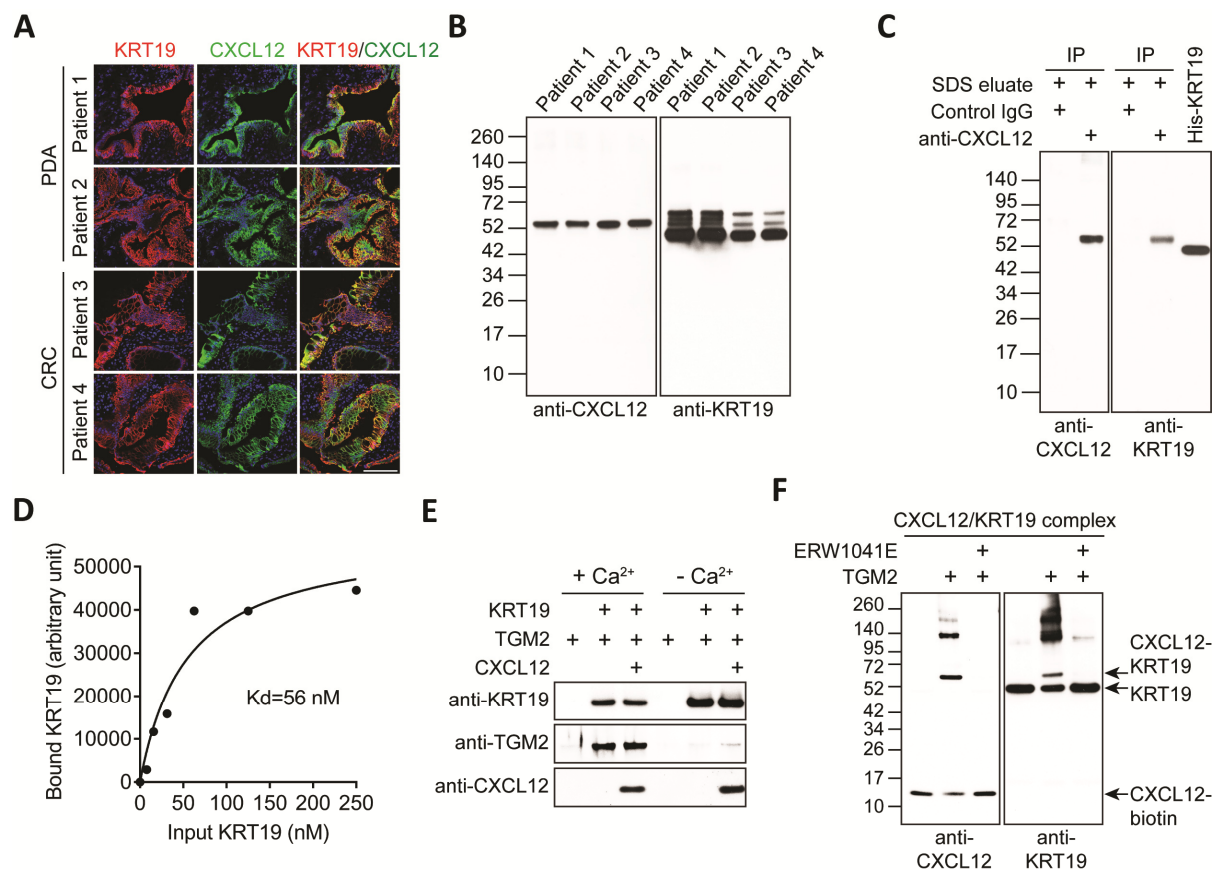 A
KRT19 CXCL12 KRT19/CXCL12
PDA
Patient 1
Patient 2
CRC
Patient 3
Patient 4
B
Patient 1 Patient 2 Patient 3 Patient 4 Patient 1 Patient 2 Patient 3 Patient 4
260
140
95
72
52
42
34
26
17
10
anti-CXCL12 anti-KRT19
C
IP IP
SDS eluate + + + +
Control IgG + +
anti-CXCL12 + +
His-KRT19
140
95
72
52
42
34
26
17
10
anti-
CXCL12
anti-
KRT19
D
Bound KRT19 (arbitrary unit)
50000
40000
30000
20000
10000
0
Kd=56 nM
0 50 100 150 200 250
Input KRT19 (nM)
E
+ Ca²⁺ - Ca²⁺
KRT19 + + + +
TGM2 + + + + + +
CXCL12 + +
anti-KRT19
anti-TGM2
anti-CXCL12
F
CXCL12/KRT19 complex
ERW1041E + +
TGM2 + + + +
260
140
95
72
52
42
34
26
17
10
CXCL12-
KRT19
KRT19
CXCL12-
biotin
anti-
CXCL12
anti-
KRT19